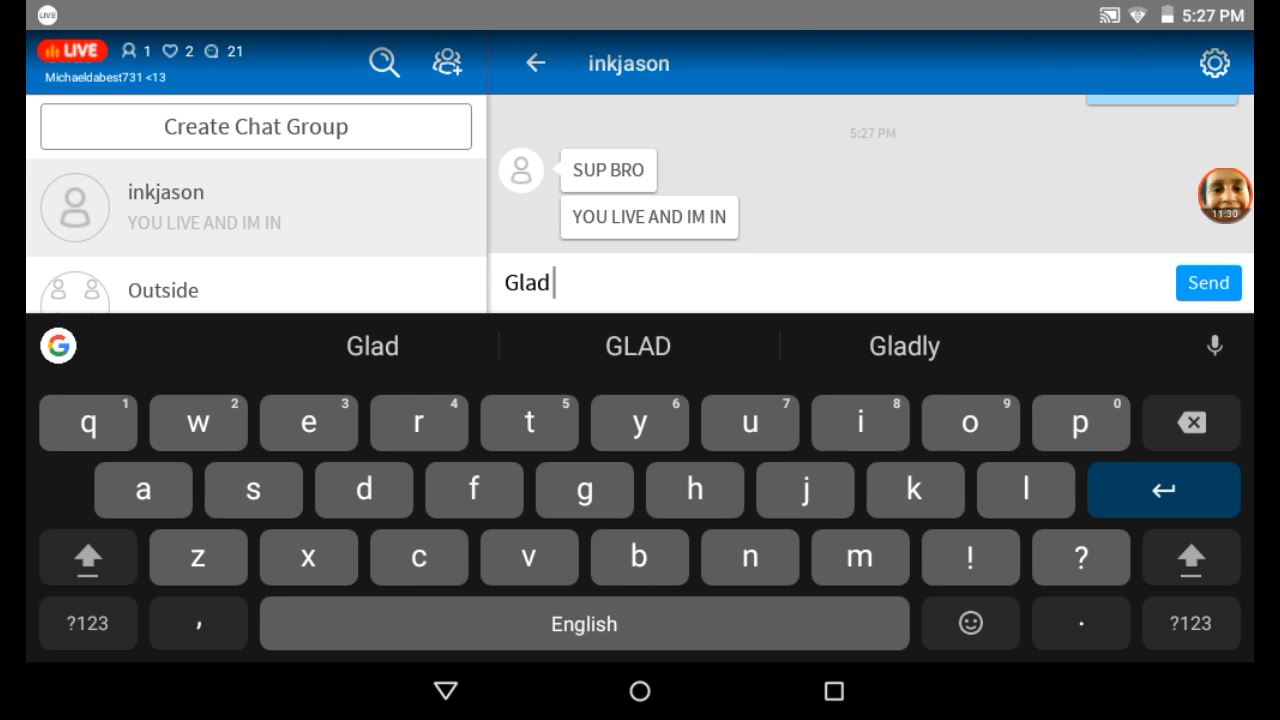 LIVE
5:27 PM
LIVE 1 2 21
Michaeldabest731 <13
inkjason
Create Chat Group
inkjason
YOU LIVE AND IM IN
Outside
5:27 PM
SUP BRO
YOU LIVE AND IM IN
11:30
Glad
Send
G Glad GLAD Gladly
q 1 w 2 e 3 r 4 t 5 y 6 u 7 i 8 o 9 p 0
a s d f g h j k l
z x c v b n m ! ?
?123 , English . ?123